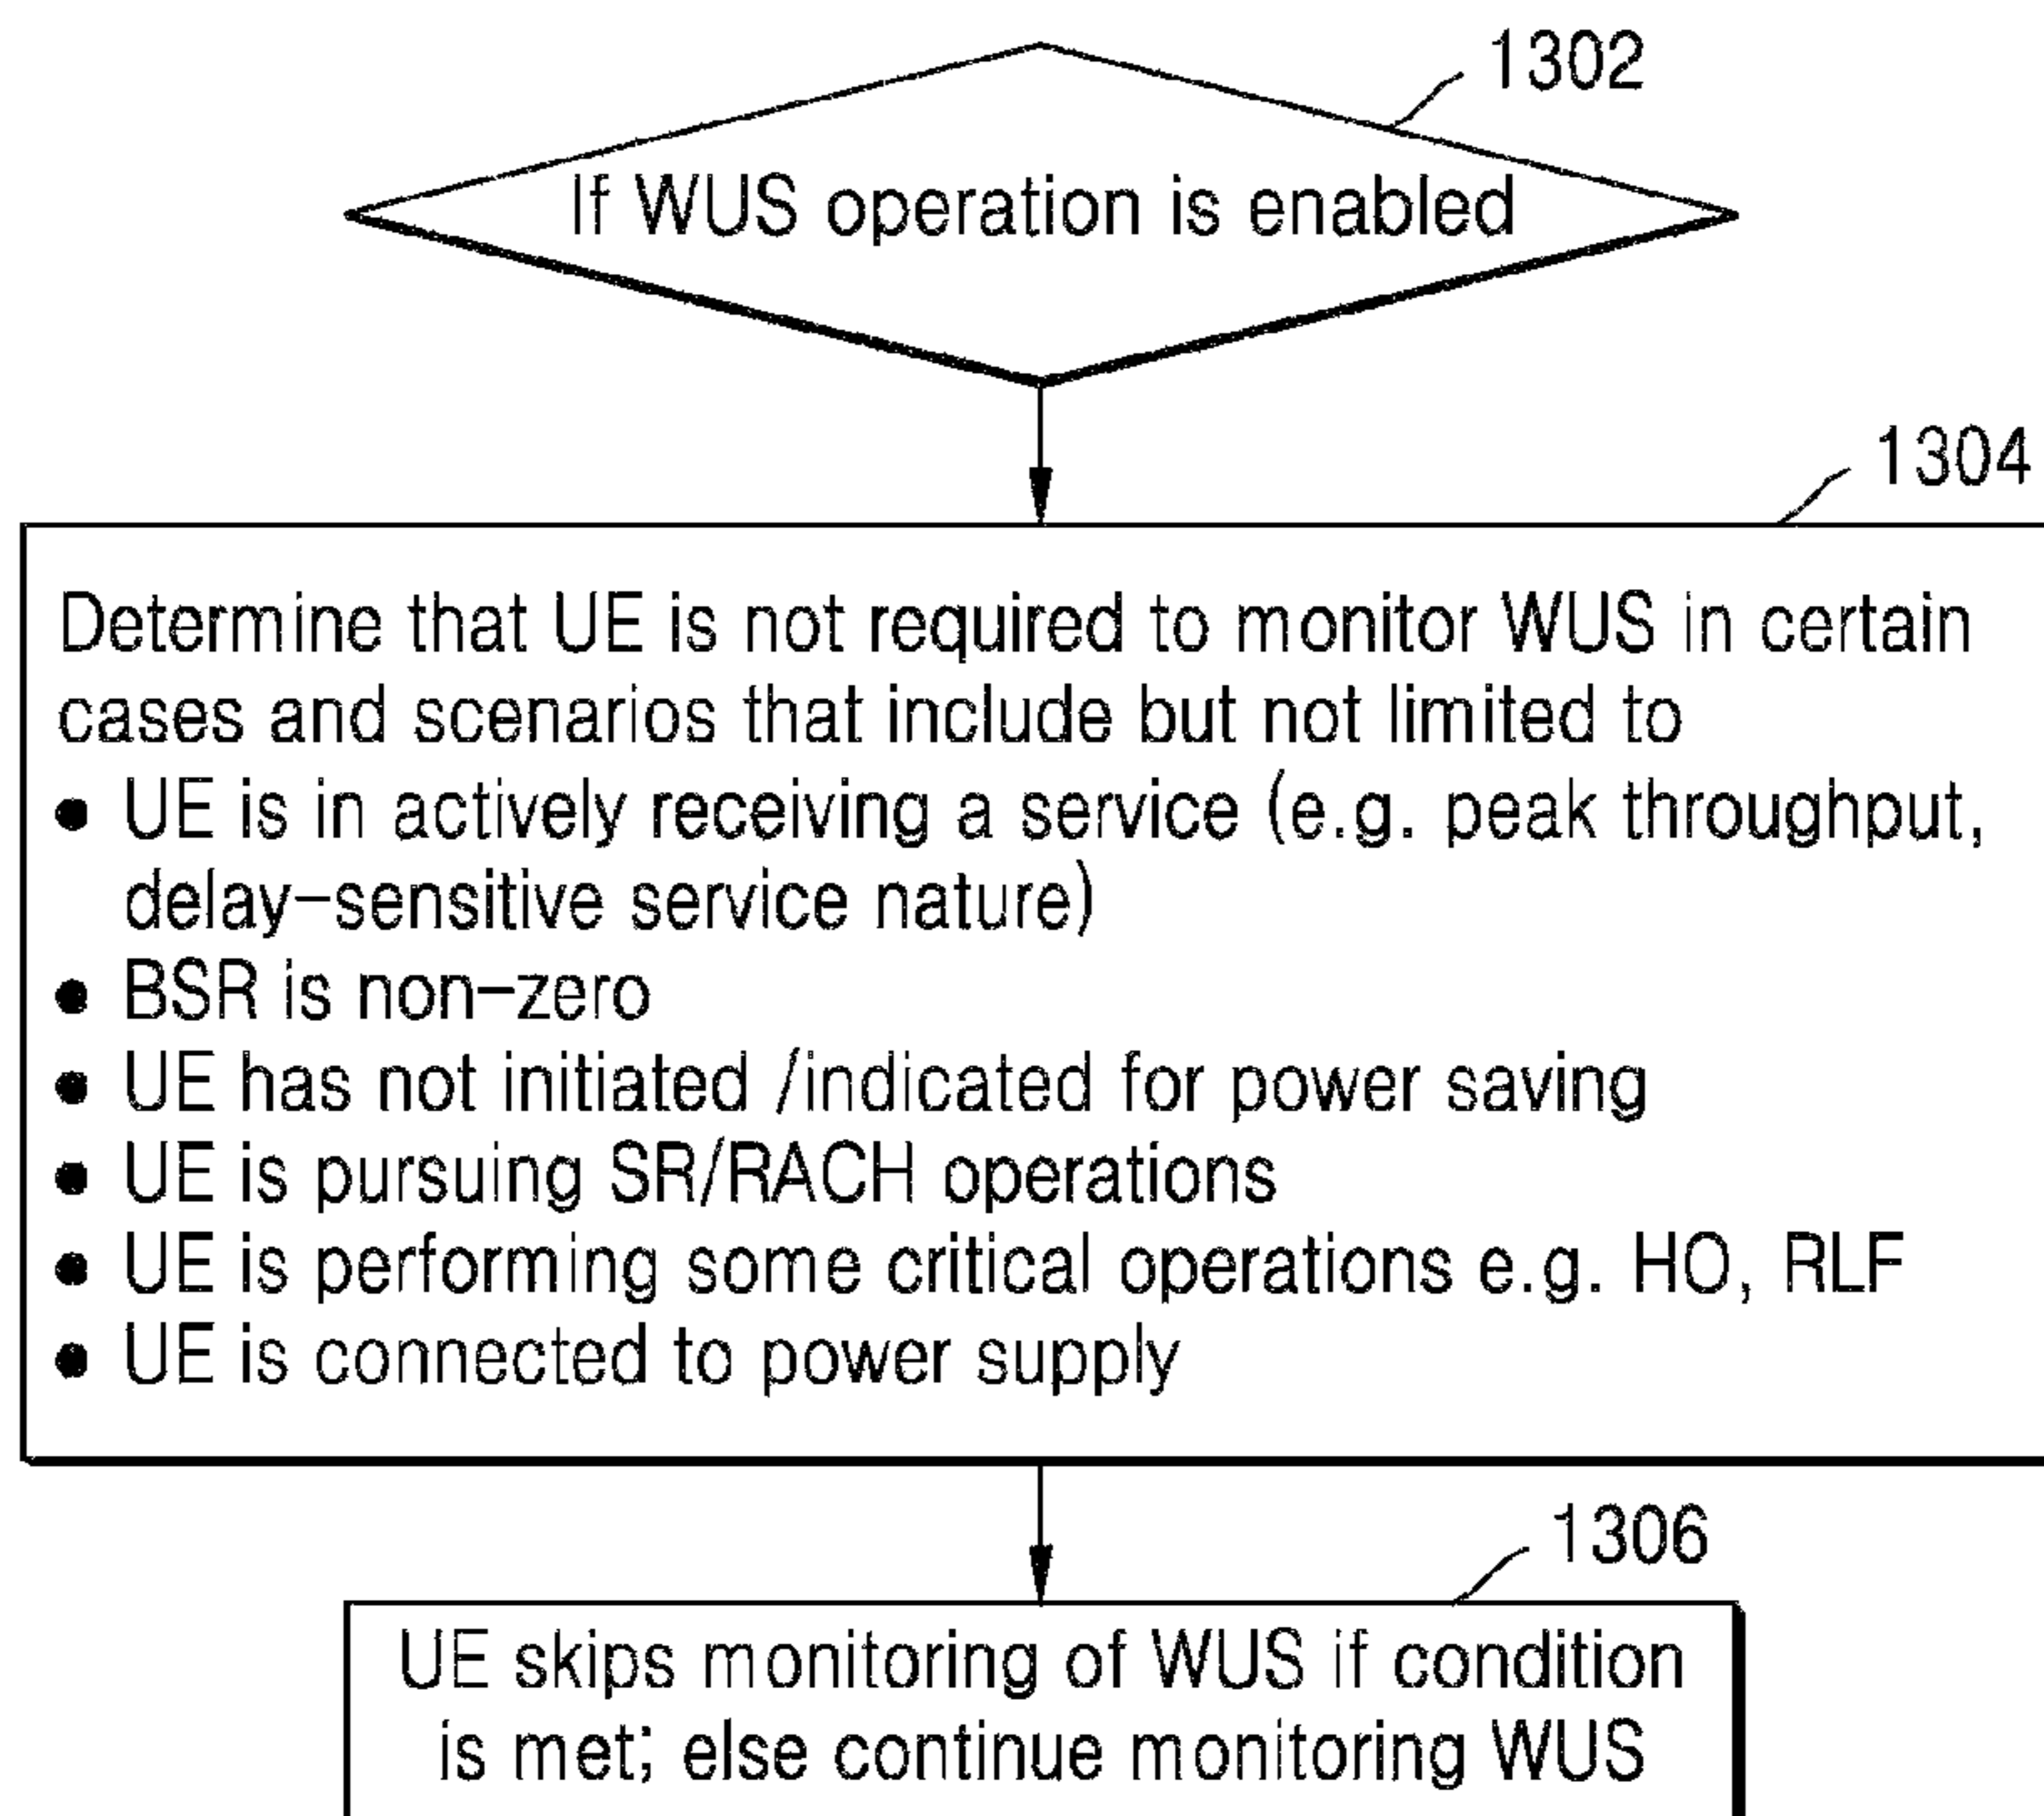 1302
If WUS operation is enabled
1304
Determine that UE is not required to monitor WUS in certain
cases and scenarios that include but not limited to
● UE is in actively receiving a service (e.g. peak throughput,
delay-sensitive service nature)
● BSR is non-zero
● UE has not initiated /indicated for power saving
● UE is pursuing SR/RACH operations
● UE is performing some critical operations e.g. HO, RLF
● UE is connected to power supply
1306
UE skips monitoring of WUS if condition
is met; else continue monitoring WUS